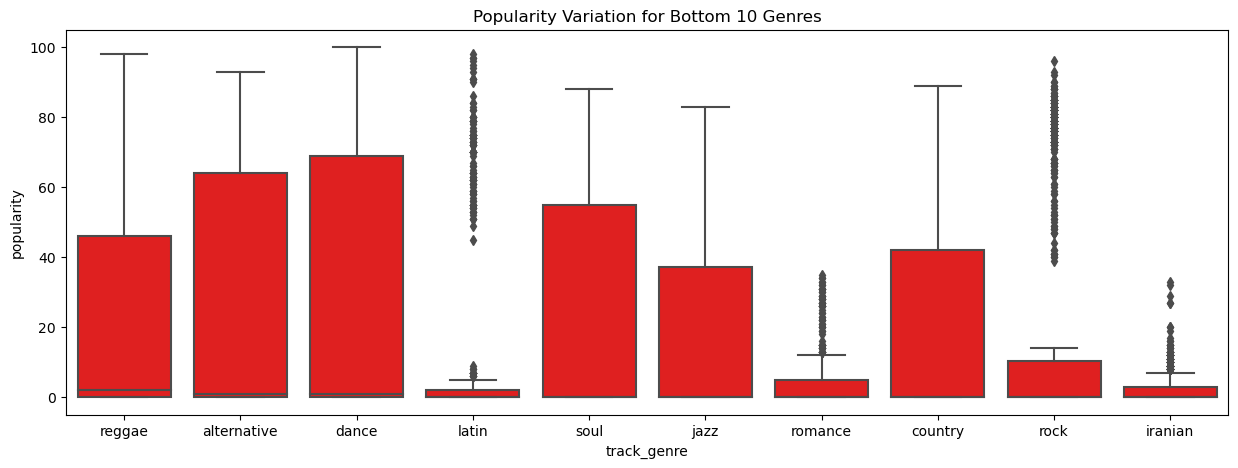 Popularity Variation for Bottom 10 Genres
100
80
60
40
20
0
popularity
reggae alternative dance latin soul jazz romance country rock iranian
track_genre